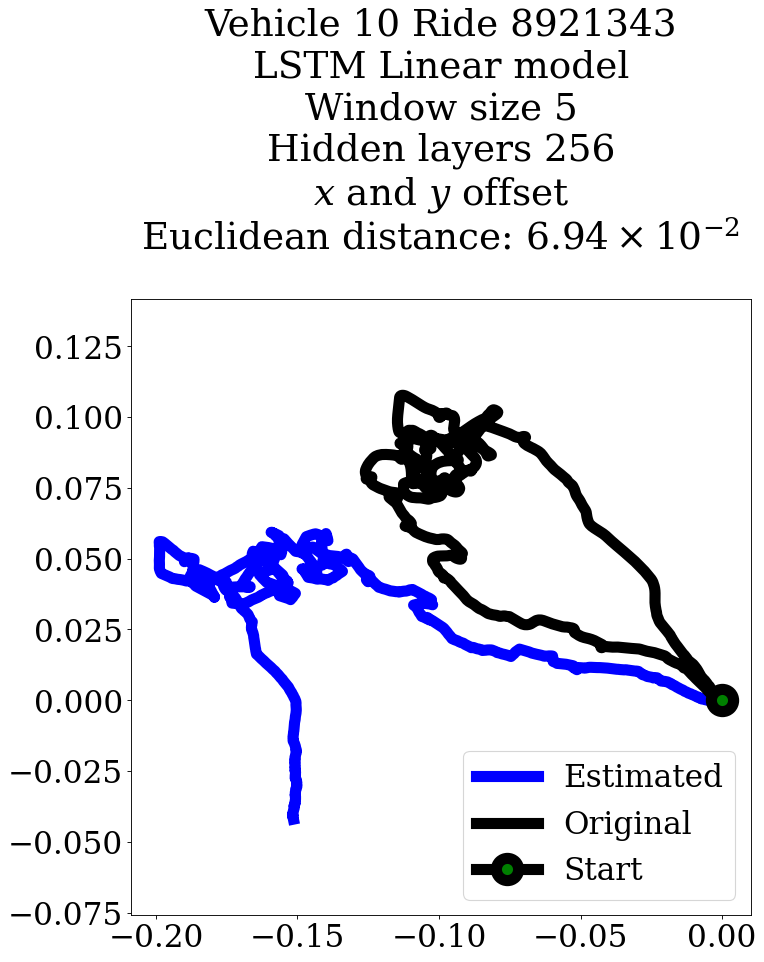 Vehicle 10 Ride 8921343
LSTM Linear model
Window size 5
Hidden layers 256
x and y offset
Euclidean distance: 6.94 × 10⁻²
0.125
0.100
0.075
0.050
0.025
0.000
−0.025
−0.050
−0.075
Estimated
Original
Start
−0.20 −0.15 −0.10 −0.05 0.00